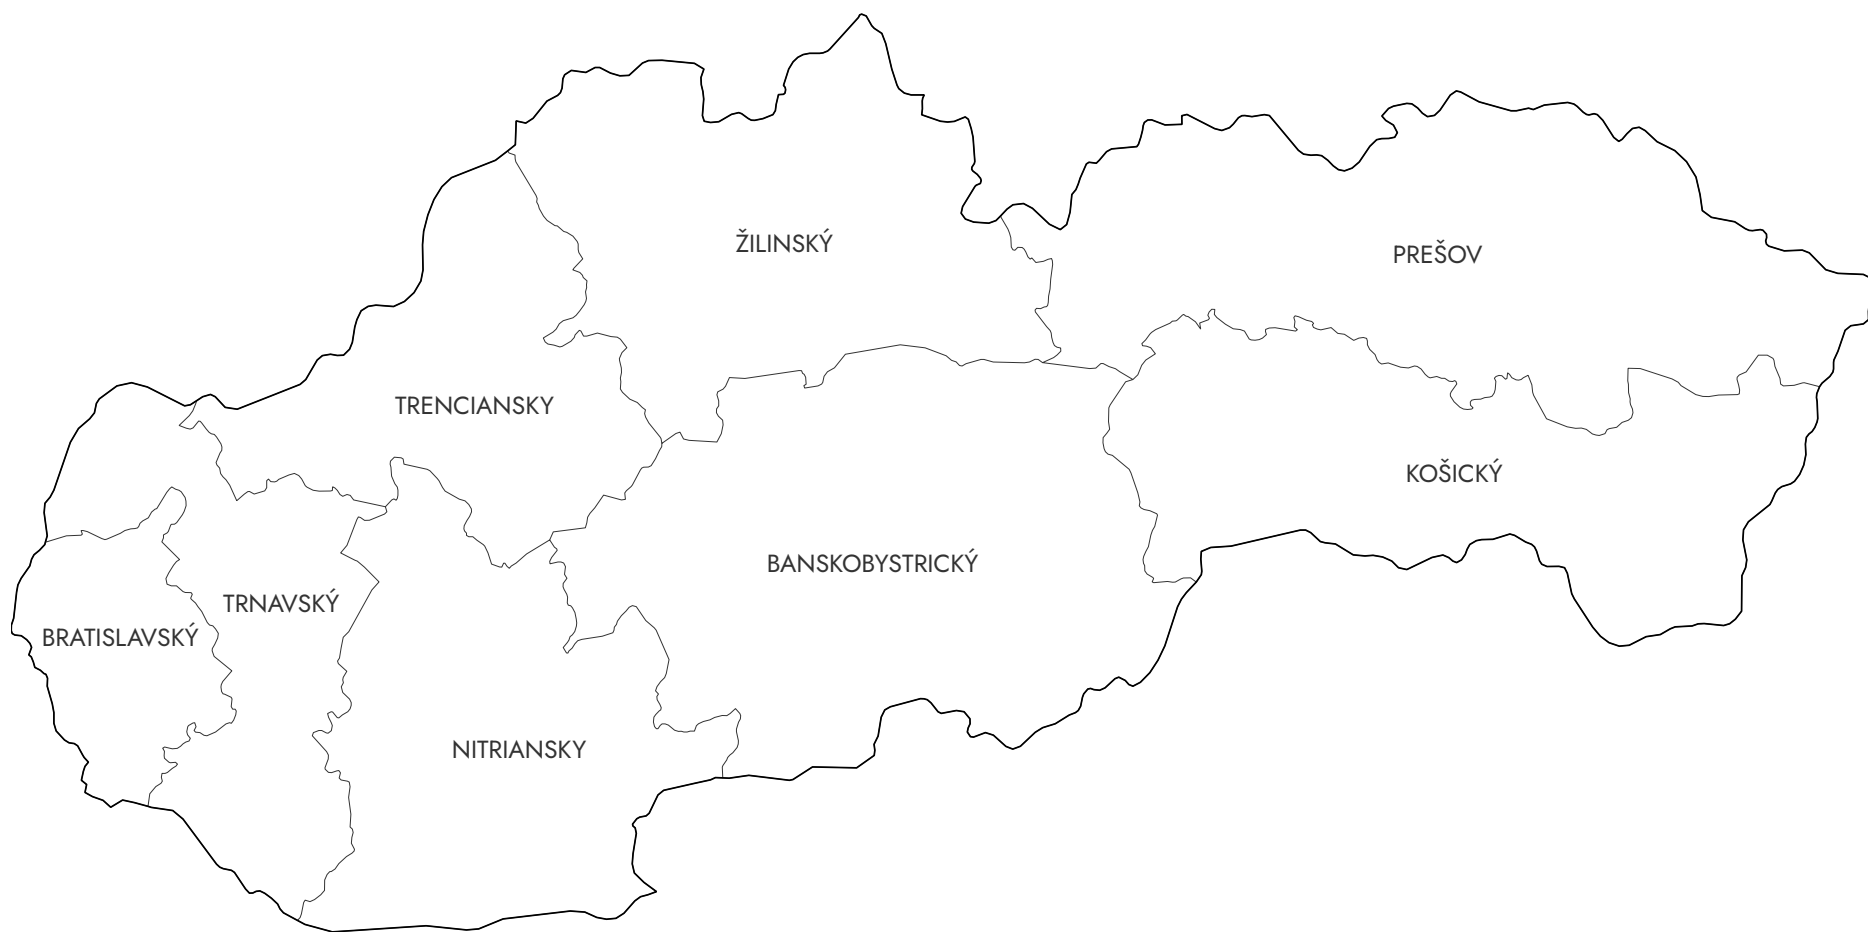 ŽILINSKÝ
PREŠOV
TRENCIANSKY
KOŠICKÝ
BANSKOBYSTRICKÝ
TRNAVSKÝ
BRATISLAVSKÝ
NITRIANSKY